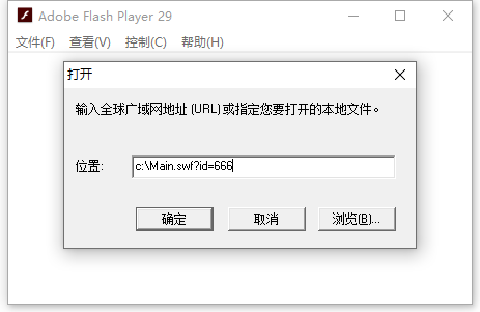 Adobe Flash Player 29
文件(F) 查看(V) 控制(C) 帮助(H)
打开
输入全球广域网地址 (URL) 或指定您要打开的本地文件。
位置: c:\Main.swf?id=666
确定 取消 浏览(B)...